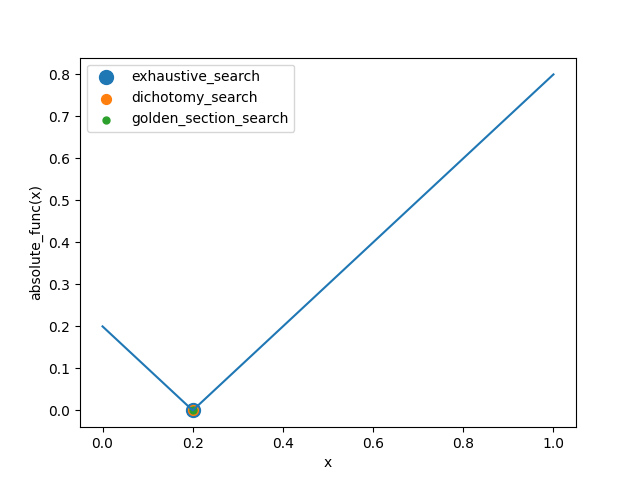 exhaustive_search
dichotomy_search
golden_section_search
0.8
0.7
0.6
0.5
0.4
0.3
0.2
0.1
0.0
absolute_func(x)
0.0 0.2 0.4 0.6 0.8 1.0
x